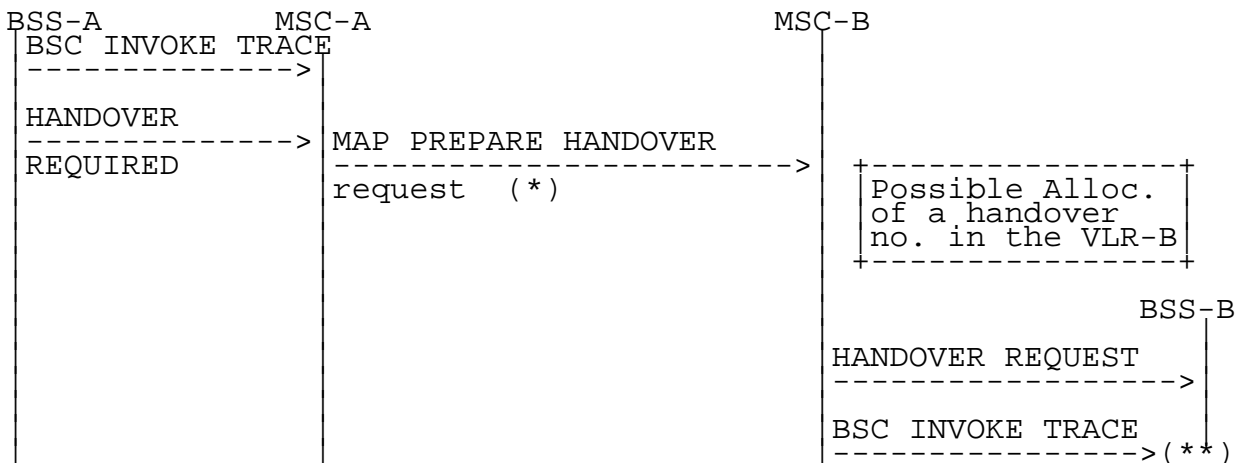 BSS-A MSC-A MSC-B
BSC INVOKE TRACE
HANDOVER
MAP PREPARE HANDOVER
REQUIRED
request (*)
Possible Alloc.
of a handover
no. in the VLR-B
BSS-B
HANDOVER REQUEST
BSC INVOKE TRACE
(**)